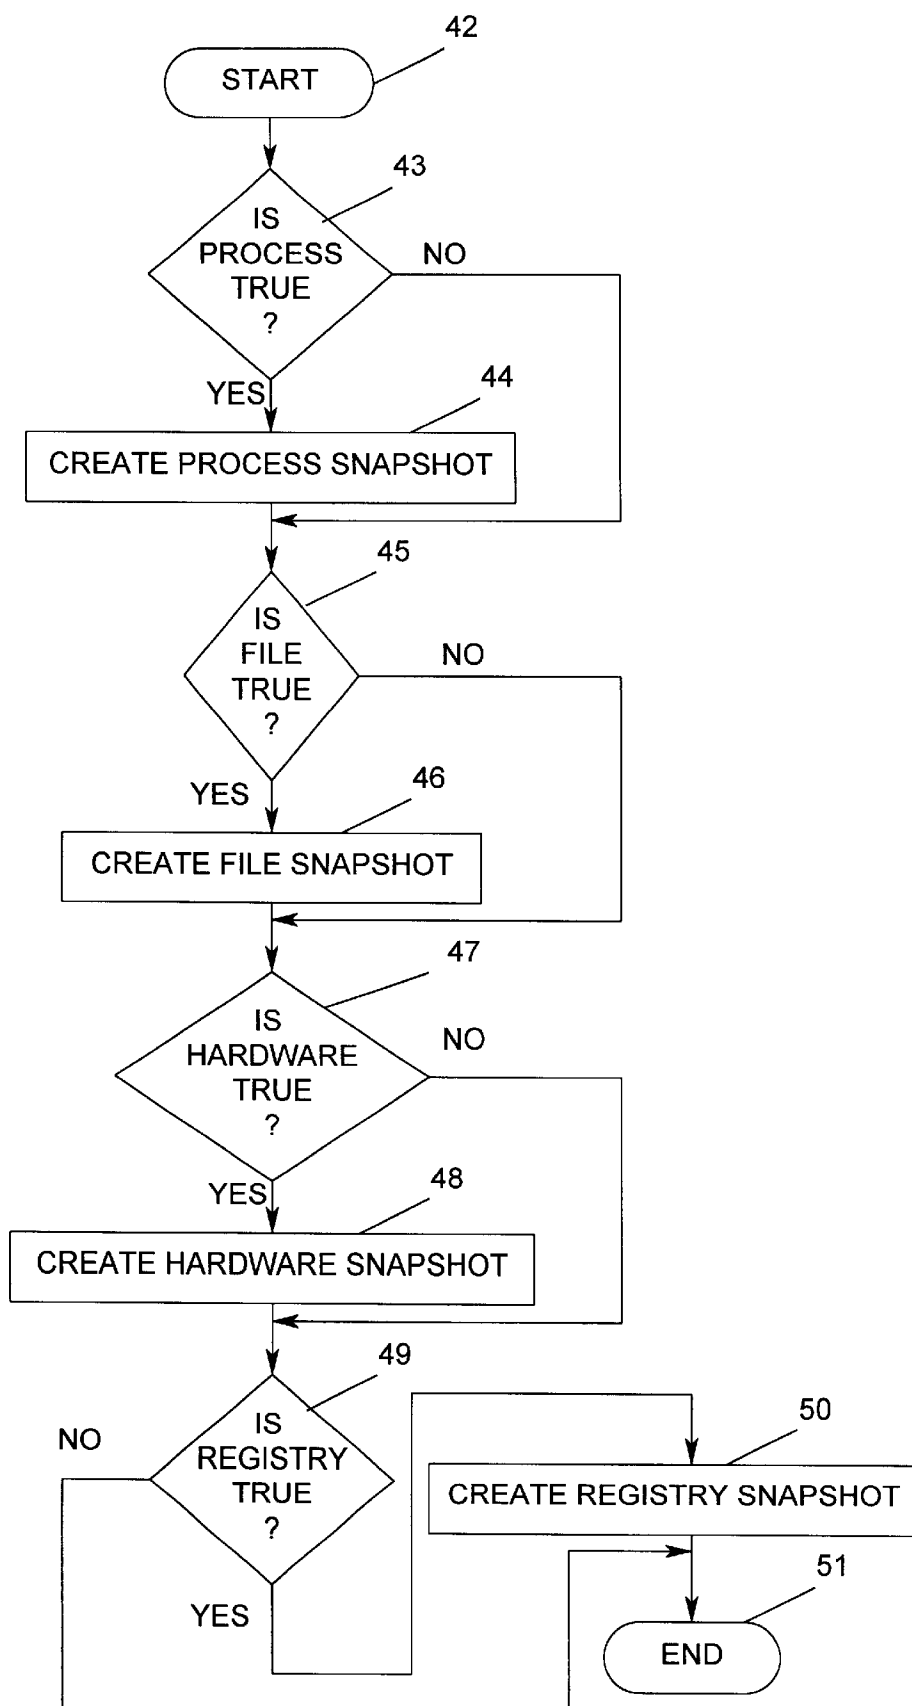 42
START
43
IS
PROCESS
TRUE
?
NO
YES
44
CREATE PROCESS SNAPSHOT
45
IS
FILE
TRUE
?
NO
YES
46
CREATE FILE SNAPSHOT
47
IS
HARDWARE
TRUE
?
NO
YES
48
CREATE HARDWARE SNAPSHOT
49
IS
REGISTRY
TRUE
?
NO
YES
50
CREATE REGISTRY SNAPSHOT
51
END